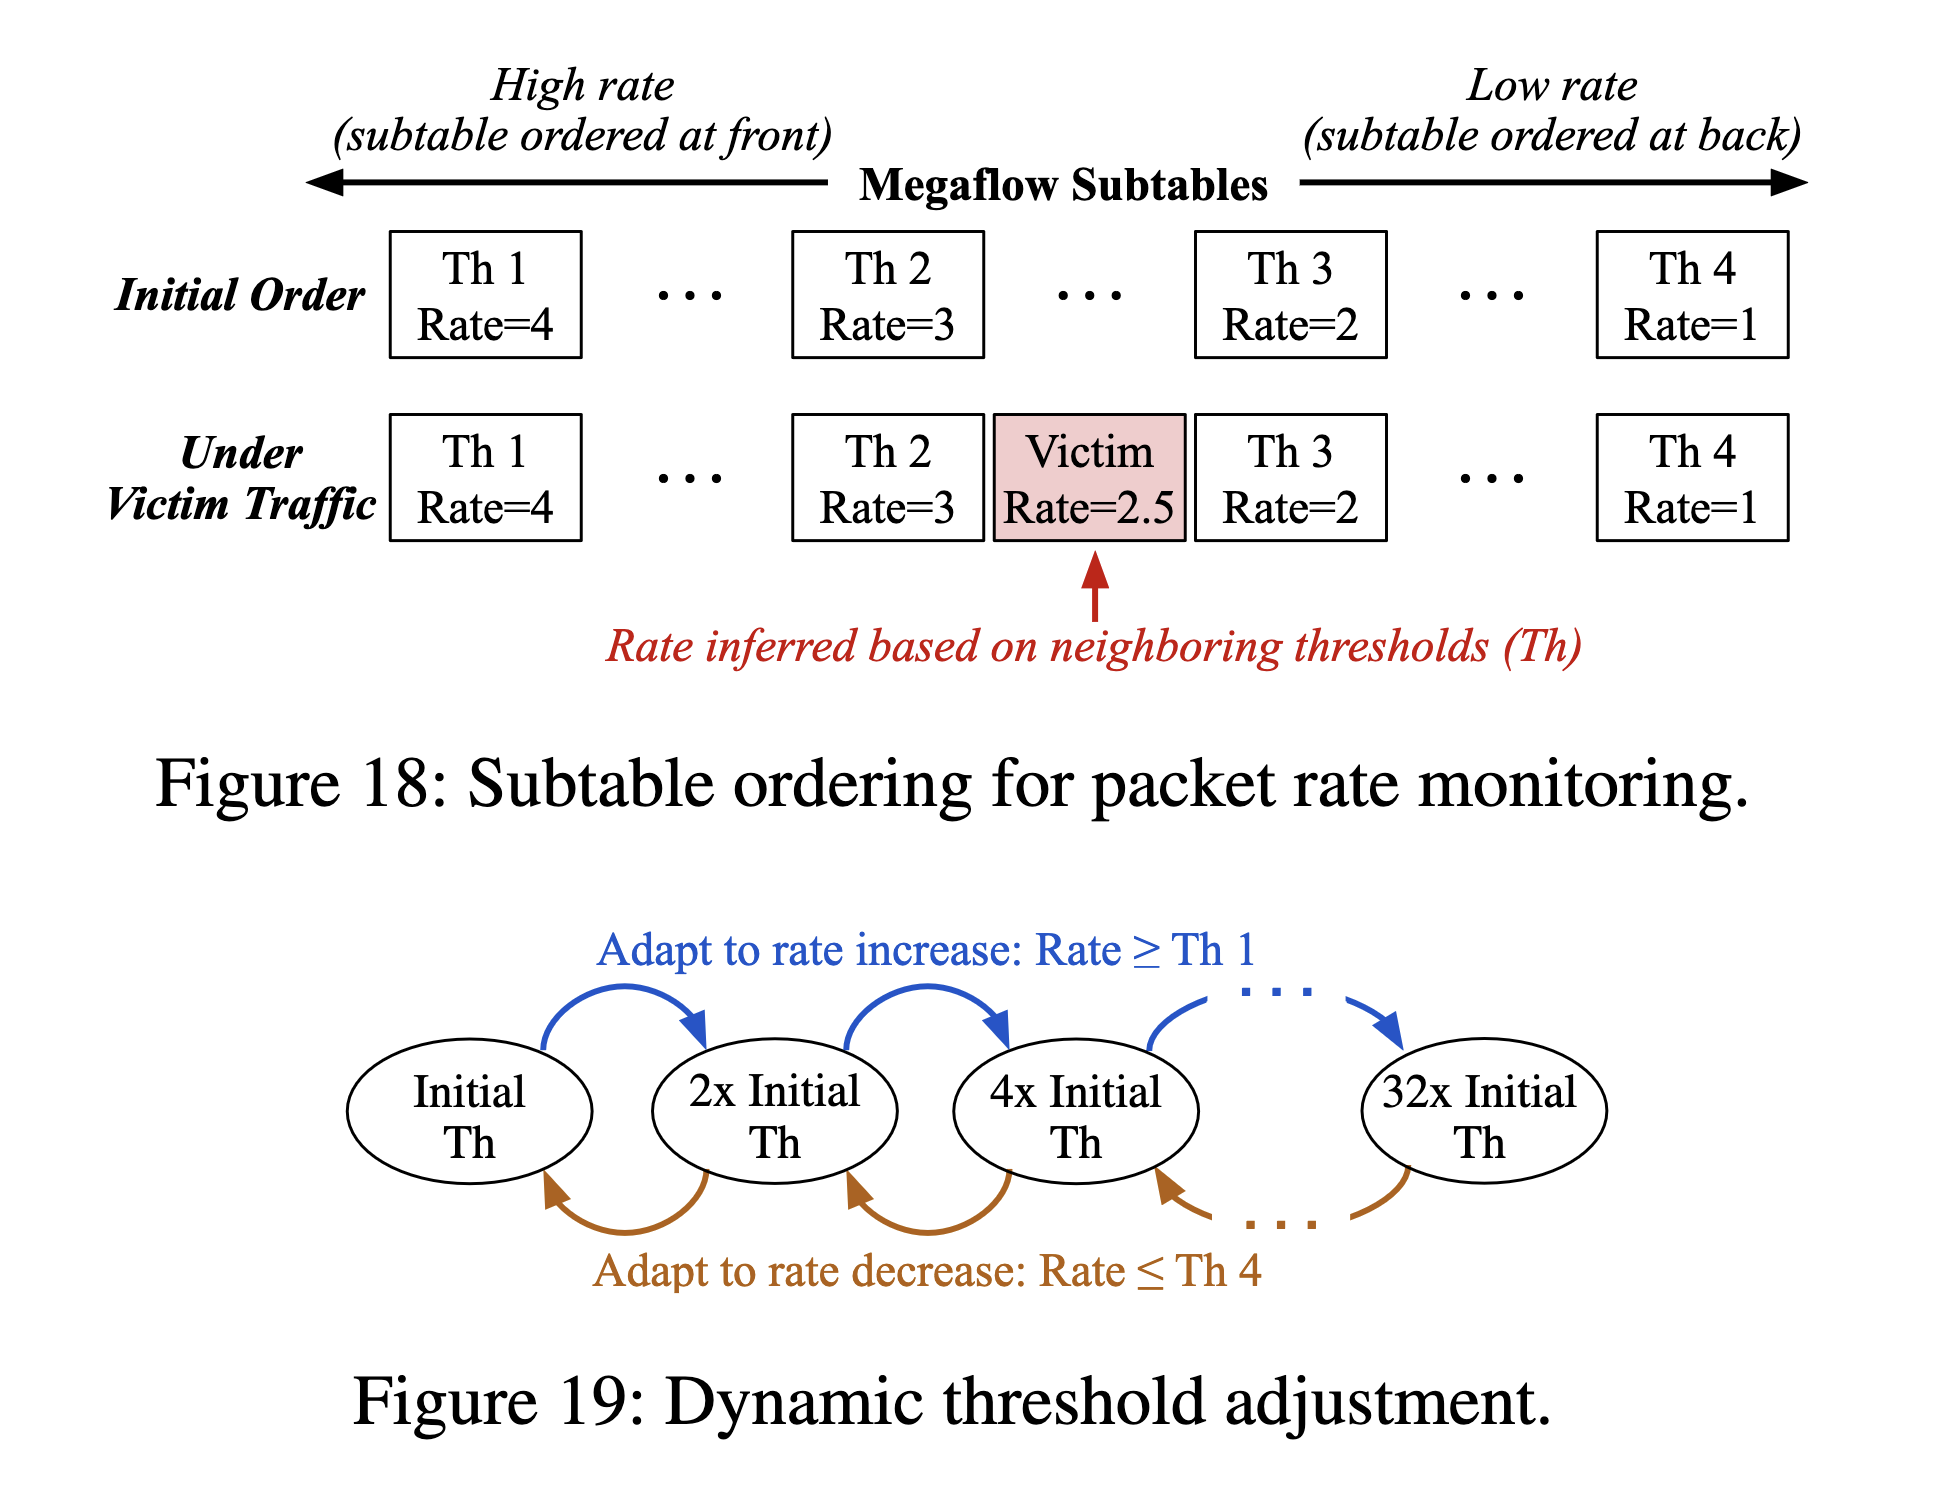 High rate
(subtable ordered at front)
Low rate
(subtable ordered at back)
Megaflow Subtables
Initial Order
Th 1
Rate=4
...
Th 2
Rate=3
...
Th 3
Rate=2
...
Th 4
Rate=1
Under
Victim Traffic
Th 1
Rate=4
...
Th 2
Rate=3
Victim
Rate=2.5
Th 3
Rate=2
...
Th 4
Rate=1
Rate inferred based on neighboring thresholds (Th)
Figure 18: Subtable ordering for packet rate monitoring.
Adapt to rate increase: Rate ≥ Th 1
...
Initial
Th
2x Initial
Th
4x Initial
Th
32x Initial
Th
...
Adapt to rate decrease: Rate ≤ Th 4
Figure 19: Dynamic threshold adjustment.